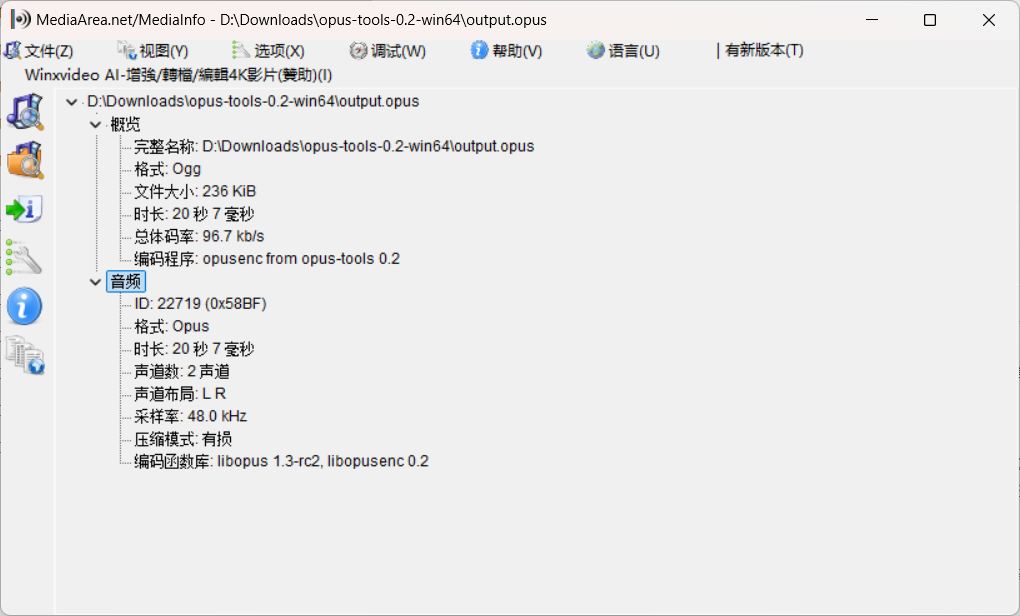 MediaArea.net/MediaInfo - D:\Downloads\opus-tools-0.2-win64\output.opus
文件(Z) 视图(Y) 选项(X) 调试(W) 帮助(V) 语言(U) | 有新版本(T)
Winxvideo AI-增強/轉檔/編輯4K影片(贊助)(I)
D:\Downloads\opus-tools-0.2-win64\output.opus
概览
完整名称: D:\Downloads\opus-tools-0.2-win64\output.opus
格式: Ogg
文件大小: 236 KiB
时长: 20 秒 7 毫秒
总体码率: 96.7 kb/s
编码程序: opusenc from opus-tools 0.2
音频
ID: 22719 (0x58BF)
格式: Opus
时长: 20 秒 7 毫秒
声道数: 2 声道
声道布局: L R
采样率: 48.0 kHz
压缩模式: 有损
编码函数库: libopus 1.3-rc2, libopusenc 0.2